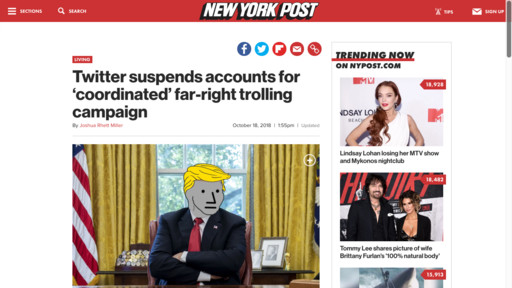 SECTIONS
SEARCH
NEW YORK POST
TIPS
SIGN UP
LIVING
Twitter suspends accounts for
‘coordinated’ far-right trolling
campaign
By Joshua Rhett Miller
October 18, 2018 | 1:55pm | Updated
TRENDING NOW
ON NYPOST.COM
18,928
Lindsay Lohan losing her MTV show
and Mykonos nightclub
18,482
Tommy Lee shares picture of wife
Brittany Furlan's '100% natural body'
15,913